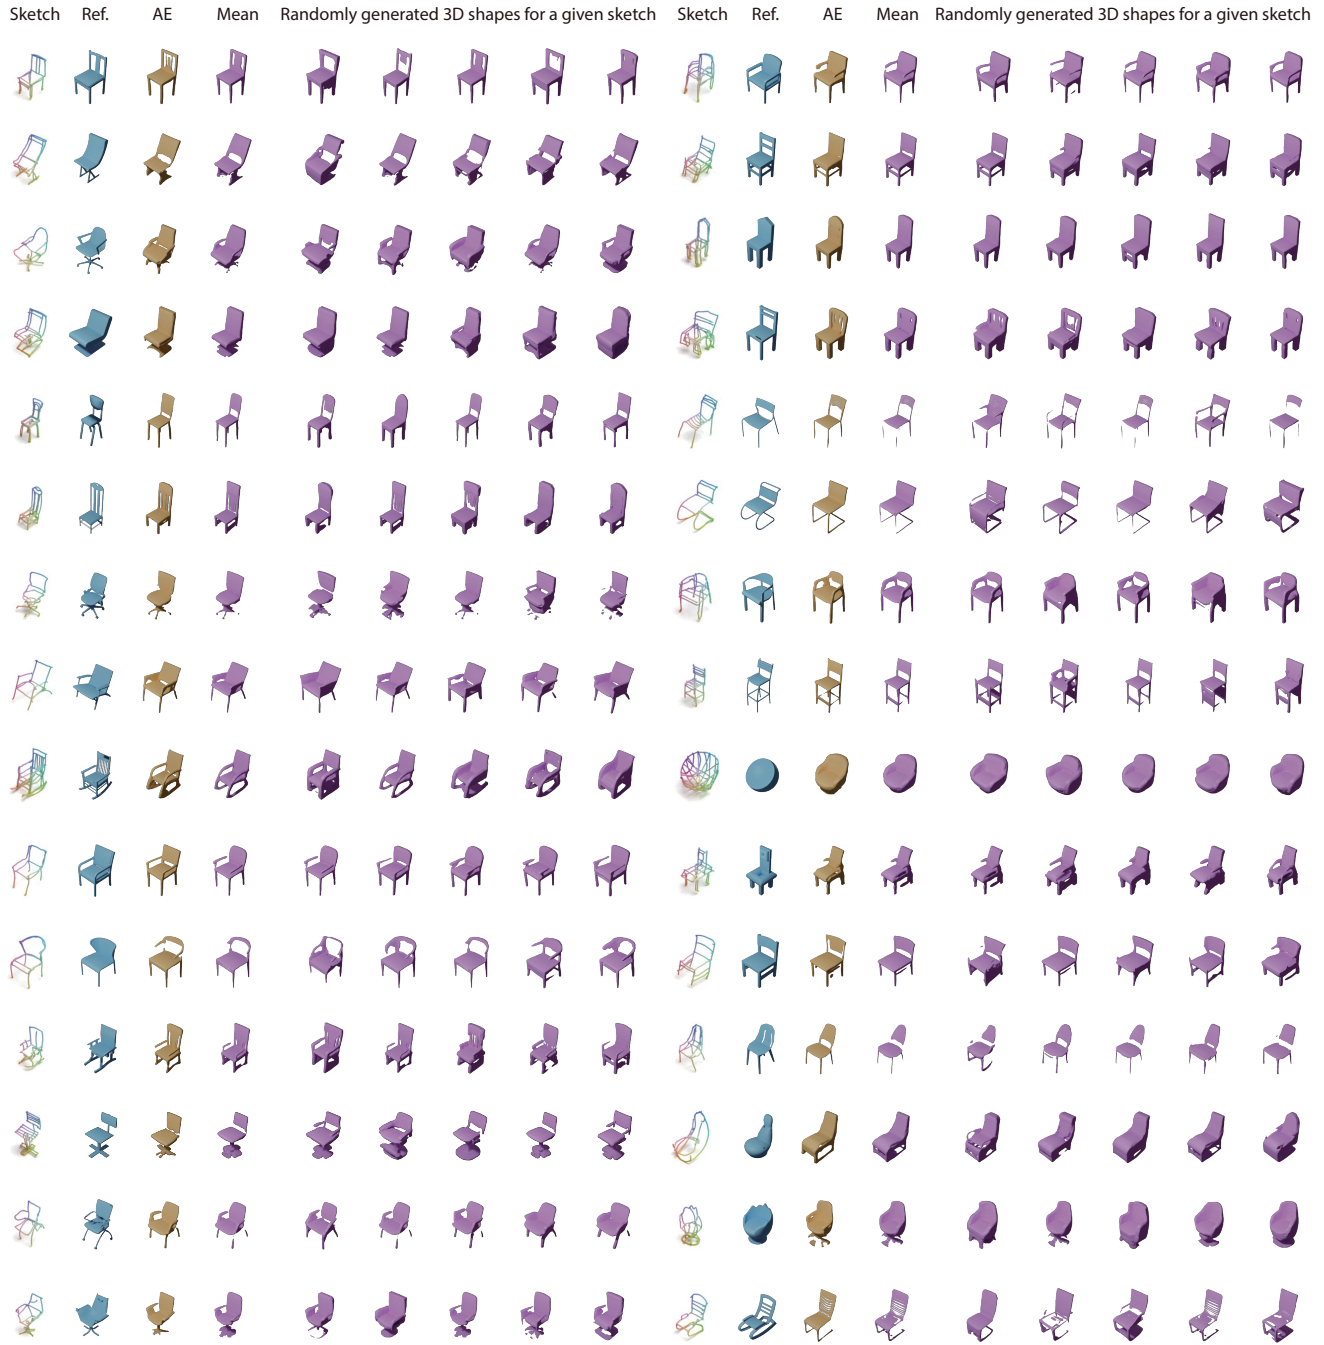 Sketch Ref. AE Mean Randomly generated 3D shapes for a given sketch Sketch Ref. AE Mean Randomly generated 3D shapes for a given sketch